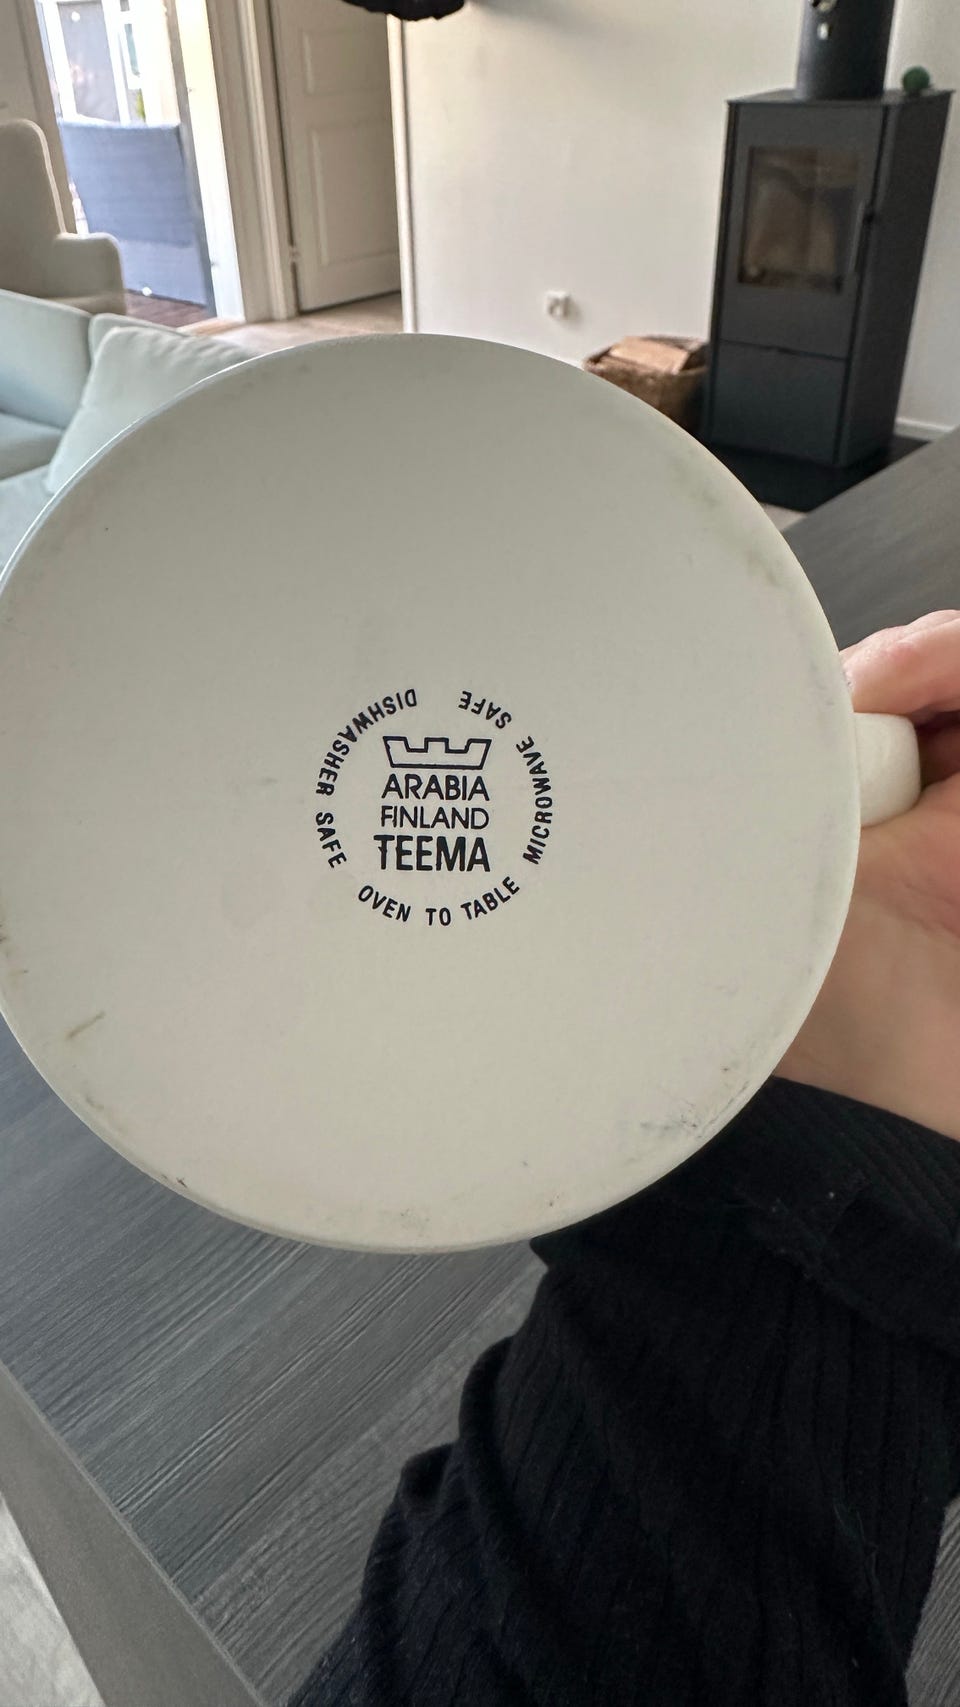 ARABIA
FINLAND
TEEMA
DISHWASHER SAFE
OVEN TO TABLE
MICROWAVE SAFE